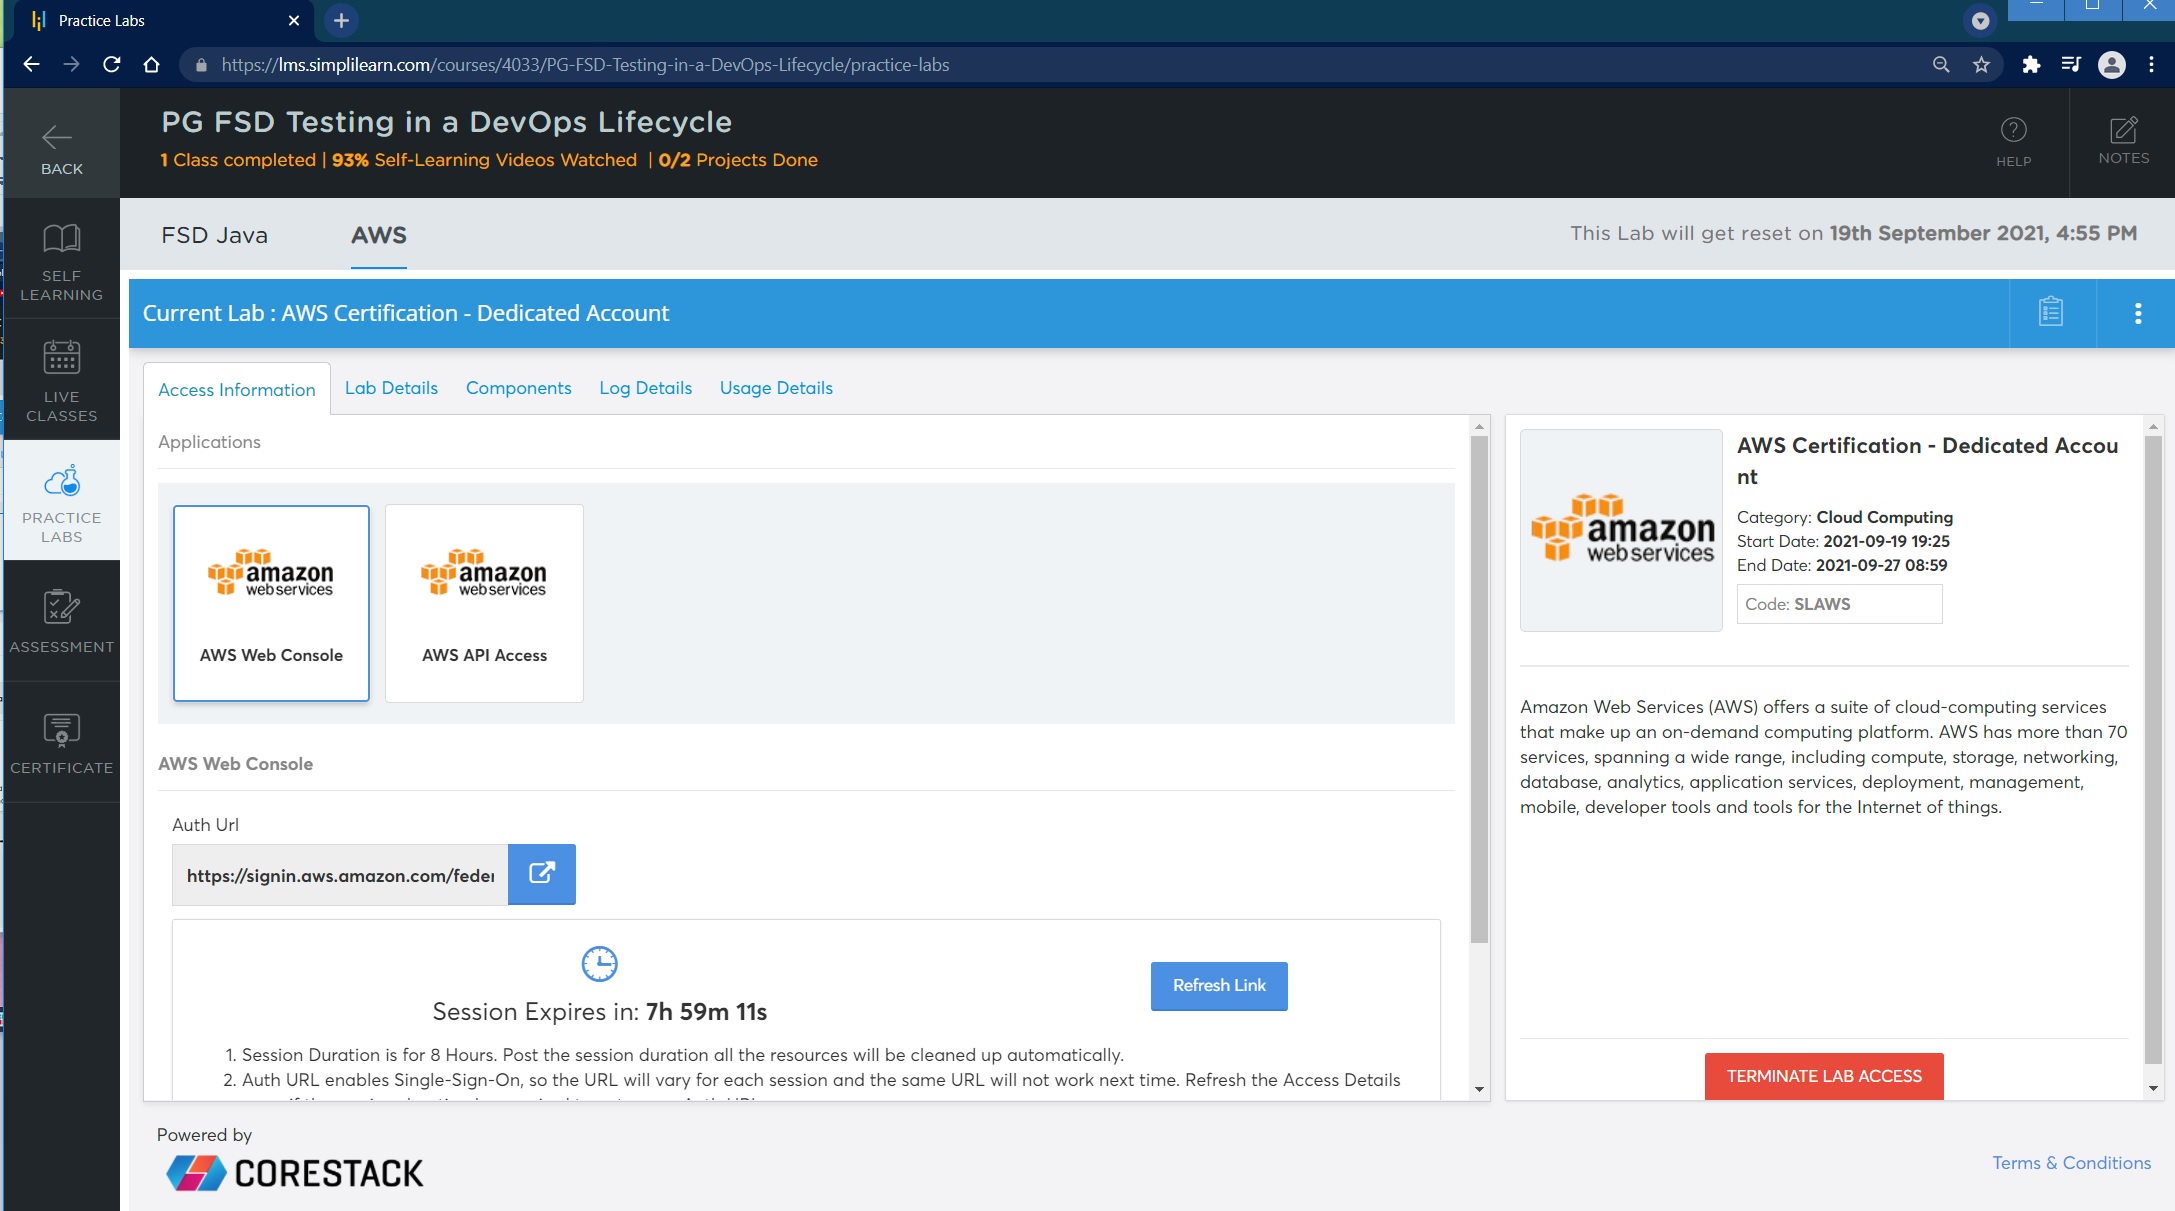 Practice Labs
https://lms.simplilearn.com/courses/4033/PG-FSD-Testing-in-a-DevOps-Lifecycle/practice-labs
BACK
PG FSD Testing in a DevOps Lifecycle
1 Class completed | 93% Self-Learning Videos Watched | 0/2 Projects Done
HELP
NOTES
SELF
LEARNING
LIVE
CLASSES
PRACTICE
LABS
ASSESSMENT
CERTIFICATE
FSD Java
AWS
This Lab will get reset on 19th September 2021, 4:55 PM
Current Lab : AWS Certification - Dedicated Account
Access Information
Lab Details
Components
Log Details
Usage Details
Applications
amazon
webservices
AWS Web Console
amazon
webservices
AWS API Access
AWS Web Console
Auth Url
https://signin.aws.amazon.com/feder
Session Expires in: 7h 59m 11s
Refresh Link
1. Session Duration is for 8 Hours. Post the session duration all the resources will be cleaned up automatically.
2. Auth URL enables Single-Sign-On, so the URL will vary for each session and the same URL will not work next time. Refresh the Access Details
amazon
webservices
AWS Certification - Dedicated Accou
nt
Category: Cloud Computing
Start Date: 2021-09-19 19:25
End Date: 2021-09-27 08:59
Code: SLAWS
Amazon Web Services (AWS) offers a suite of cloud-computing services
that make up an on-demand computing platform. AWS has more than 70
services, spanning a wide range, including compute, storage, networking,
database, analytics, application services, deployment, management,
mobile, developer tools and tools for the Internet of things.
TERMINATE LAB ACCESS
Powered by
CORESTACK
Terms & Conditions